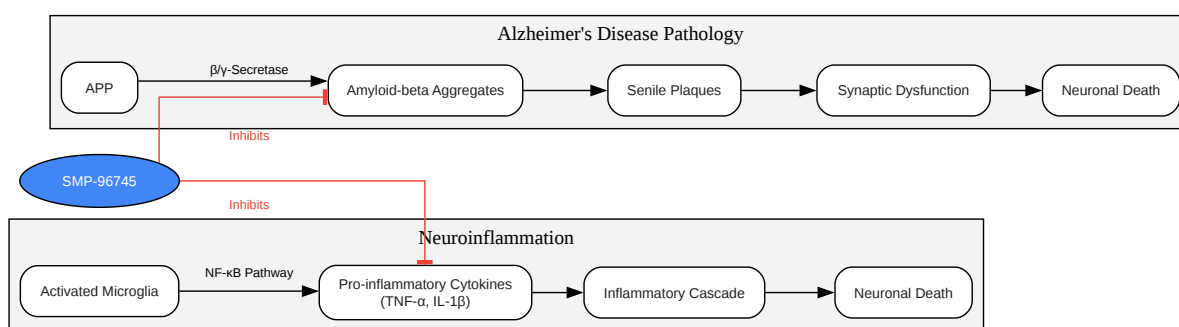 Alzheimer's Disease Pathology
APP
β/γ-Secretase
Amyloid-beta Aggregates
Senile Plaques
Synaptic Dysfunction
Neuronal Death
Inhibits
SMP-96745
Inhibits
Neuroinflammation
Activated Microglia
NF-κB Pathway
Pro-inflammatory Cytokines
(TNF-α, IL-1β)
Inflammatory Cascade
Neuronal Death